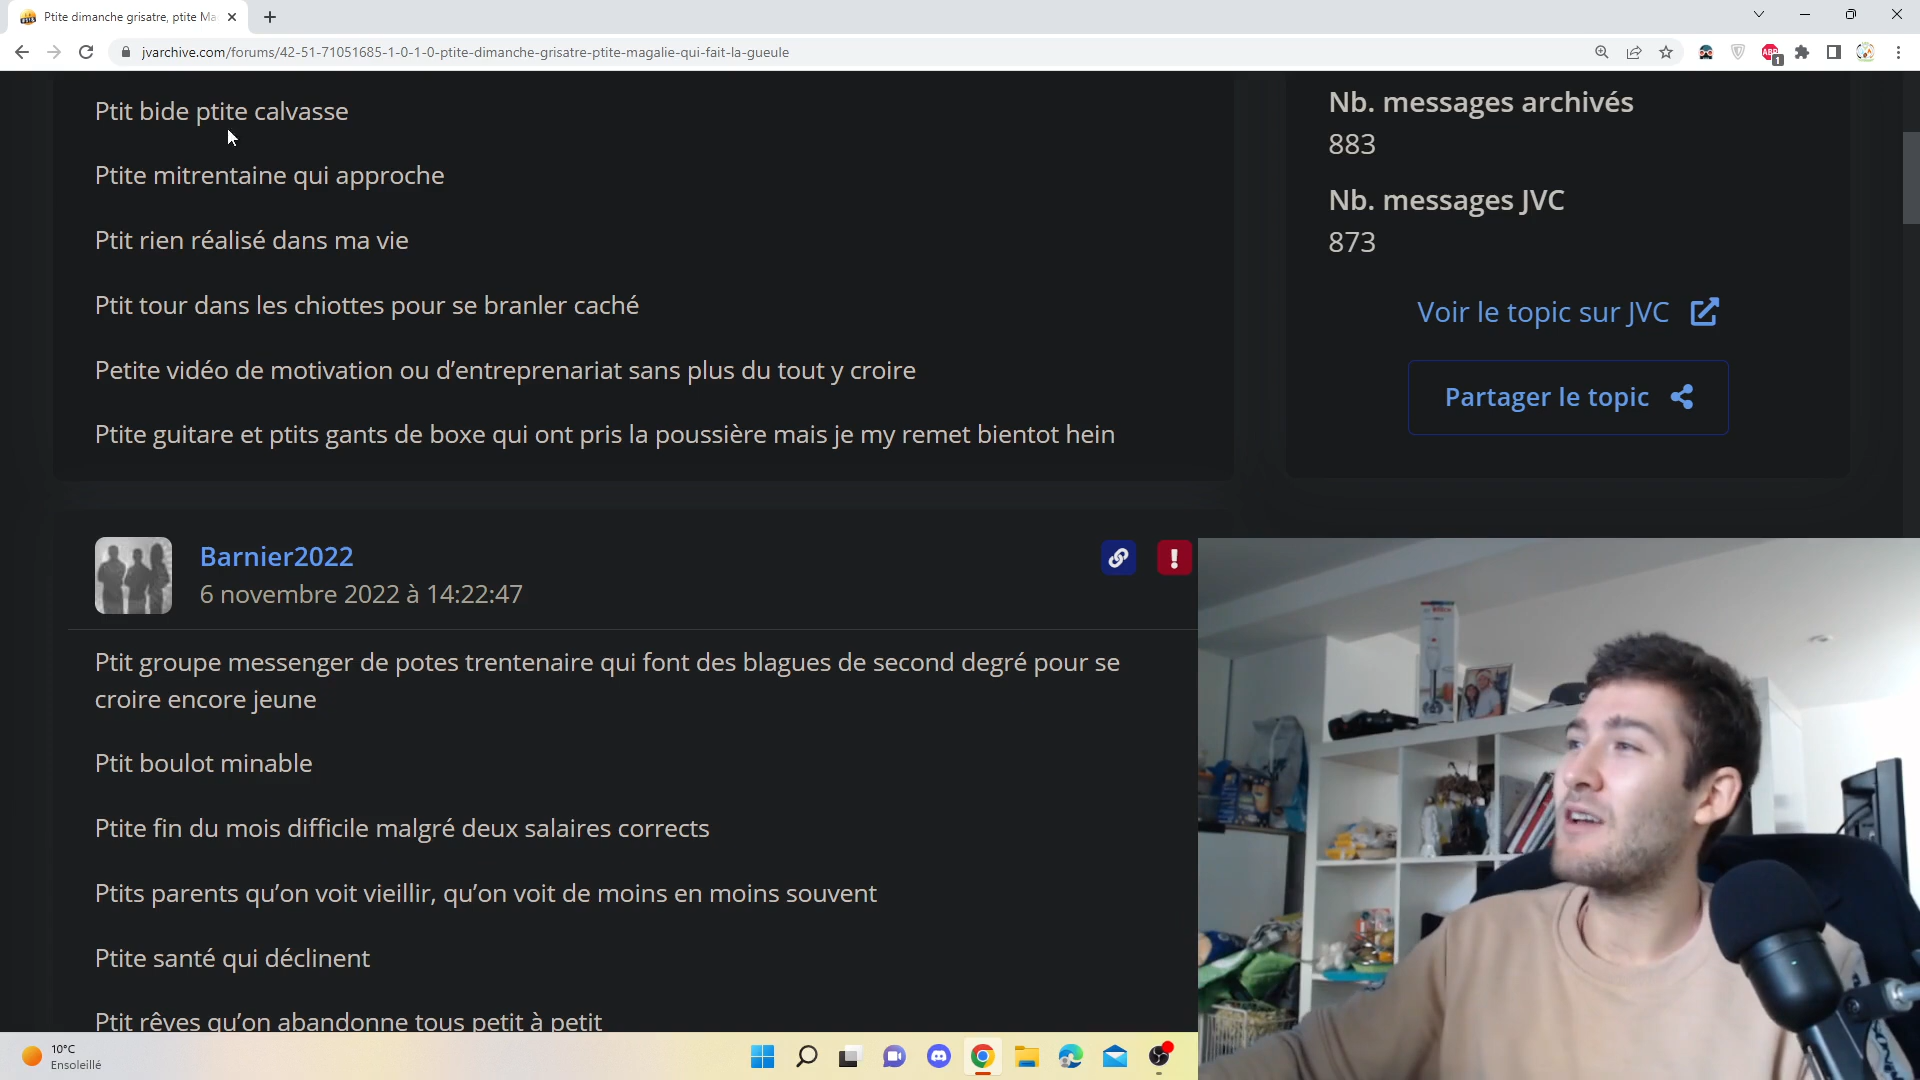 Ptite dimanche grisatre, ptite Ma
jvarchive.com/forums/42-51-71051685-1-0-1-0-ptite-dimanche-grisatre-ptite-magalie-qui-fait-la-gueule
ABP
1
Ptit bide ptite calvasse
Ptite mitrentaine qui approche
Ptit rien réalisé dans ma vie
Ptit tour dans les chiottes pour se branler caché
Petite vidéo de motivation ou d’entreprenariat sans plus du tout y croire
Ptite guitare et ptits gants de boxe qui ont pris la poussière mais je my remet bientot hein
Nb. messages archivés
883
Nb. messages JVC
873
Voir le topic sur JVC
Partager le topic
Barnier2022
6 novembre 2022 à 14:22:47
Ptit groupe messenger de potes trentenaire qui font des blagues de second degré pour se
croire encore jeune
Ptit boulot minable
Ptite fin du mois difficile malgré deux salaires corrects
Ptits parents qu’on voit vieillir, qu’on voit de moins en moins souvent
Ptite santé qui déclinent
Ptit rêves qu’on abandonne tous petit à petit
10°C
Ensoleillé